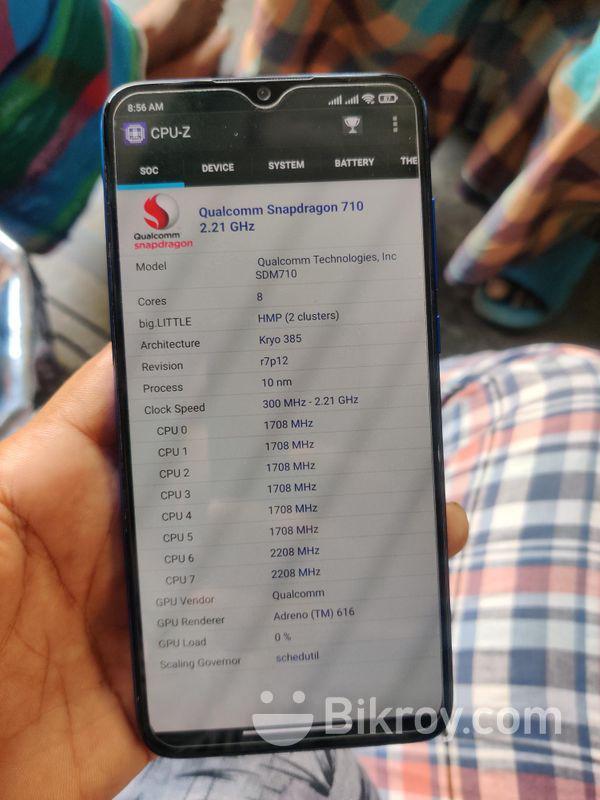 8:56 AM 87
CPU-Z
SOC DEVICE SYSTEM BATTERY THE
Qualcomm snapdragon
Qualcomm Snapdragon 710
2.21 GHz
Model Qualcomm Technologies, Inc
SDM710
Cores 8
big.LITTLE HMP (2 clusters)
Architecture Kryo 385
Revision r7p12
Process 10 nm
Clock Speed 300 MHz - 2.21 GHz
CPU 0 1708 MHz
CPU 1 1708 MHz
CPU 2 1708 MHz
CPU 3 1708 MHz
CPU 4 1708 MHz
CPU 5 1708 MHz
CPU 6 2208 MHz
CPU 7 2208 MHz
GPU Vendor Qualcomm
GPU Renderer Adreno (TM) 616
GPU Load 0 %
Scaling Governor schedutil
Bikroy.com